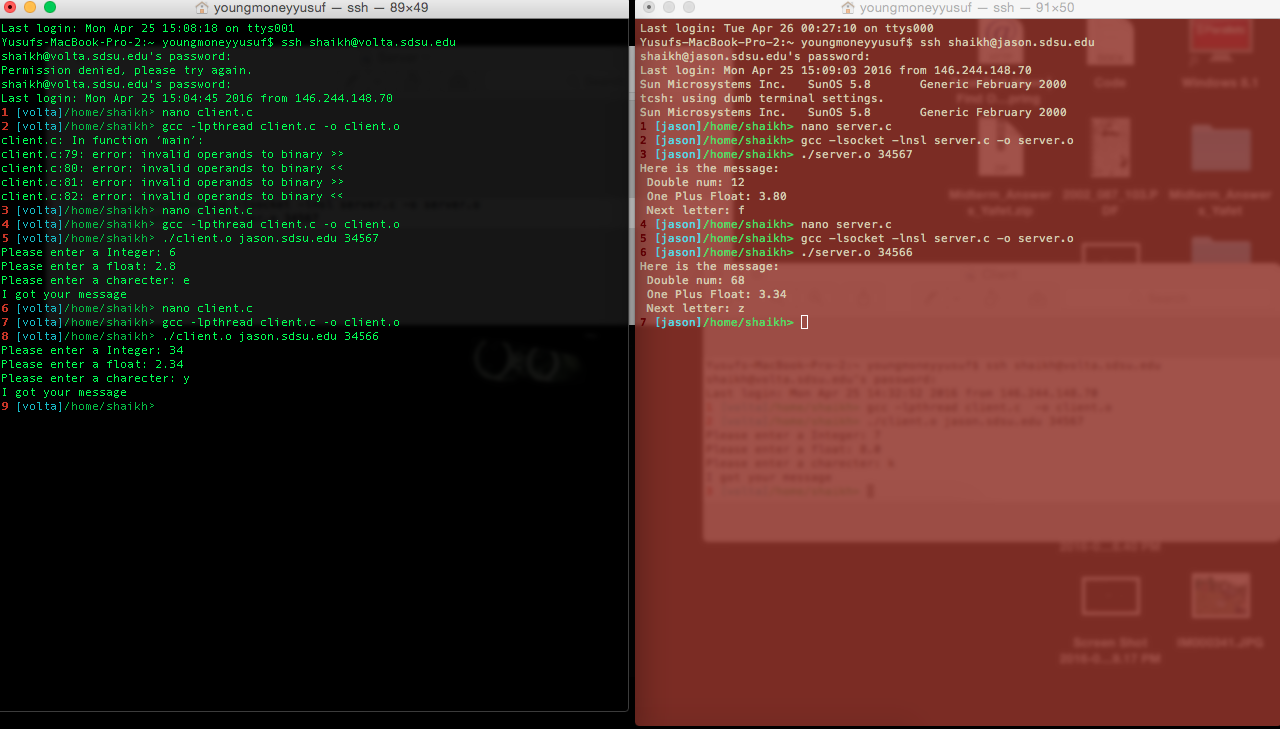 youngmoneyyusuf — ssh — 89×49
Last login: Mon Apr 25 15:08:18 on ttys001
Yusufs-MacBook-Pro-2:~ youngmoneyyusuf$ ssh shaikh@volta.sdsu.edu
shaikh@volta.sdsu.edu's password:
Permission denied, please try again.
shaikh@volta.sdsu.edu's password:
Last login: Mon Apr 25 15:04:45 2016 from 146.244.148.70
1 [volta]/home/shaikh> nano client.c
2 [volta]/home/shaikh> gcc -lpthread client.c -o client.o
client.c: In function ‘main’:
client.c:79: error: invalid operands to binary >>
client.c:80: error: invalid operands to binary <<
client.c:81: error: invalid operands to binary >>
client.c:82: error: invalid operands to binary <<
3 [volta]/home/shaikh> nano client.c
4 [volta]/home/shaikh> gcc -lpthread client.c -o client.o
5 [volta]/home/shaikh> ./client.o jason.sdsu.edu 34567
Please enter a Integer: 6
Please enter a float: 2.8
Please enter a charecter: e
I got your message
6 [volta]/home/shaikh> nano client.c
7 [volta]/home/shaikh> gcc -lpthread client.c -o client.o
8 [volta]/home/shaikh> ./client.o jason.sdsu.edu 34566
Please enter a Integer: 34
Please enter a float: 2.34
Please enter a charecter: y
I got your message
9 [volta]/home/shaikh>
youngmoneyyusuf — ssh — 91×50
Last login: Tue Apr 26 00:27:10 on ttys000
Yusufs-MacBook-Pro-2:~ youngmoneyyusuf$ ssh shaikh@jason.sdsu.edu
shaikh@jason.sdsu.edu's password:
Last login: Mon Apr 25 15:09:03 2016 from 146.244.148.70
Sun Microsystems Inc.   SunOS 5.8       Generic February 2000
tcsh: using dumb terminal settings.
Sun Microsystems Inc.   SunOS 5.8       Generic February 2000
1 [jason]/home/shaikh> nano server.c
2 [jason]/home/shaikh> gcc -lsocket -lnsl server.c -o server.o
3 [jason]/home/shaikh> ./server.o 34567
Here is the message:
Double num: 12
One Plus Float: 3.80
Next letter: f
4 [jason]/home/shaikh> nano server.c
5 [jason]/home/shaikh> gcc -lsocket -lnsl server.c -o server.o
6 [jason]/home/shaikh> ./server.o 34566
Here is the message:
Double num: 68
One Plus Float: 3.34
Next letter: z
7 [jason]/home/shaikh>